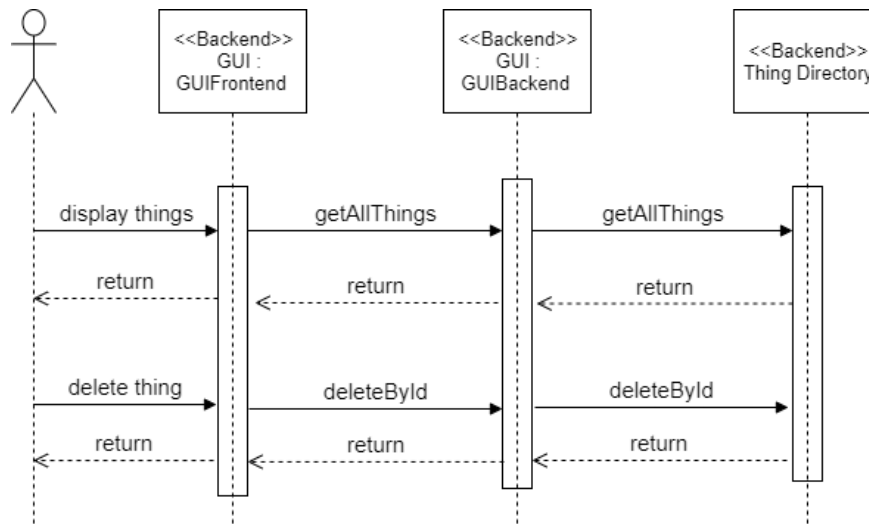 <<Backend>>
GUI :
GUIFrontend
<<Backend>>
GUI :
GUIBackend
<<Backend>>
Thing Directory
display things
getAllThings
getAllThings
return
return
return
delete thing
deleteById
deleteById
return
return
return